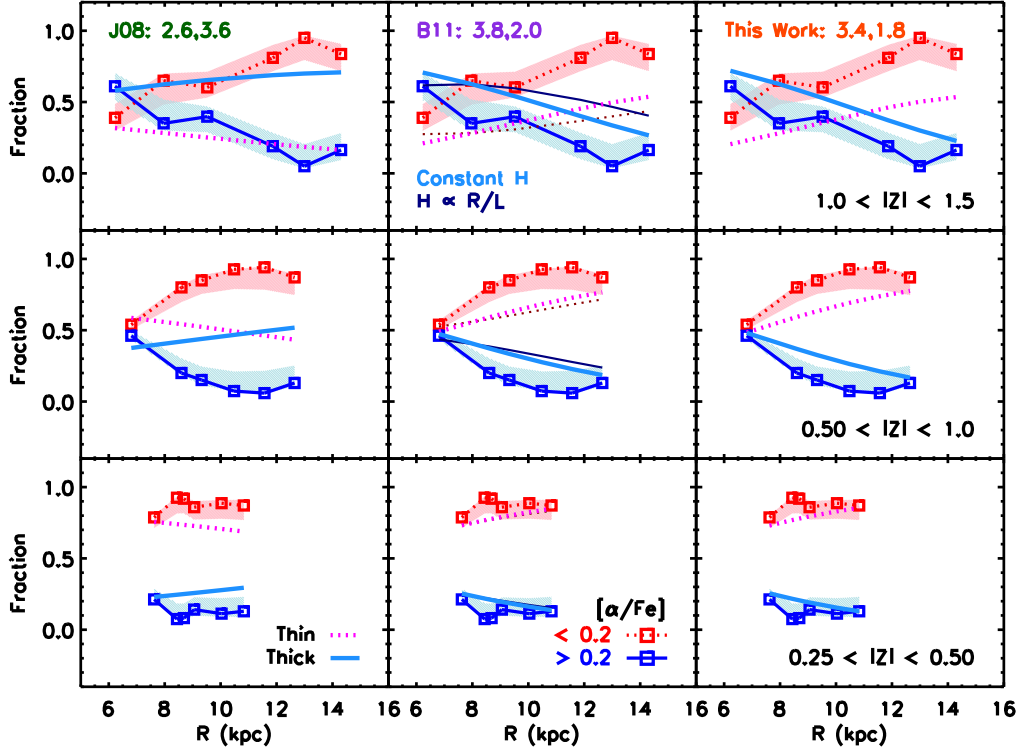 J08: 2.6,3.6
B11: 3.8,2.0
This Work: 3.4,1.8
1.0
0.5
0.0
Fraction
Constant H
H ∝ R/L
1.0 < |Z| < 1.5
1.0
0.5
0.0
Fraction
0.50 < |Z| < 1.0
1.0
0.5
0.0
Fraction
Thin
Thick
[α/Fe]
< 0.2
> 0.2
0.25 < |Z| < 0.50
6 8 10 12 14 16 6 8 10 12 14 16 6 8 10 12 14 16
R (kpc) R (kpc) R (kpc)